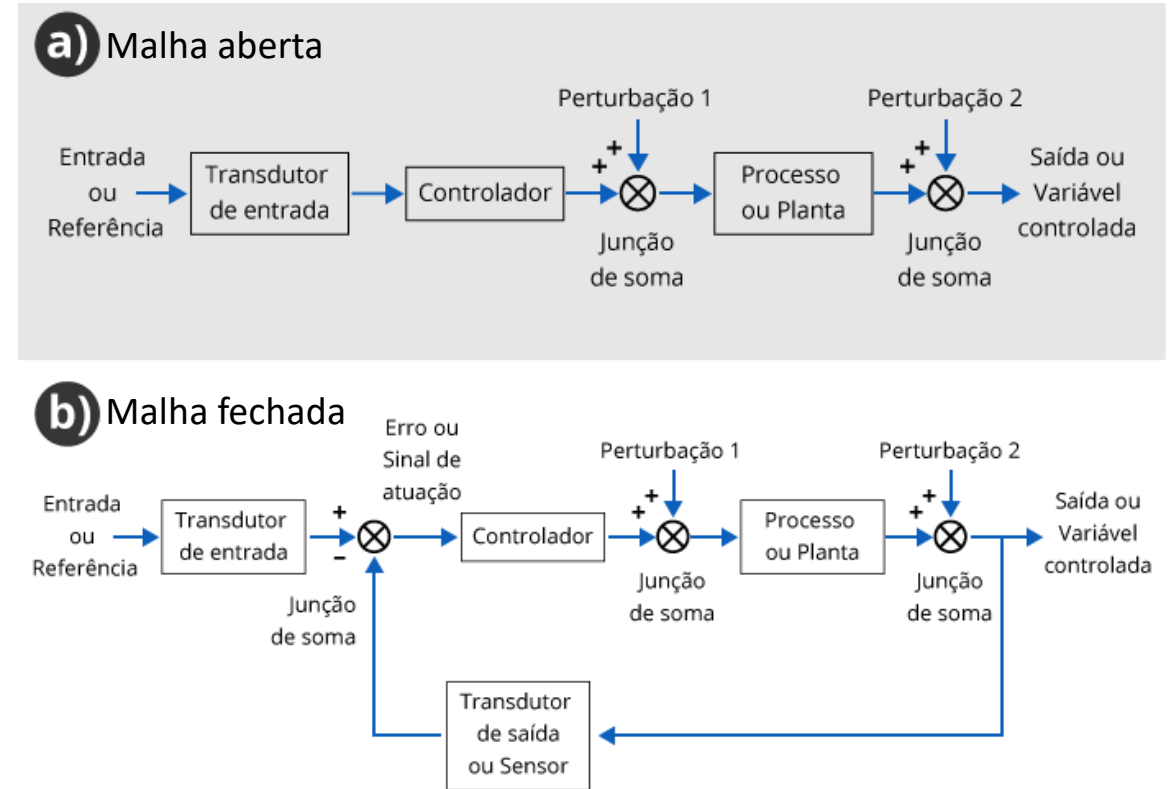 a) Malha aberta
Perturbação 1
Perturbação 2
Entrada
ou
Referência
Transdutor
de entrada
Controlador
+
+
Junção
de soma
Processo
ou Planta
+
+
Junção
de soma
Saída ou
Variável
controlada
b) Malha fechada
Erro ou
Sinal de
atuação
Perturbação 1
Perturbação 2
Entrada
ou
Referência
Transdutor
de entrada
+
−
Junção
de soma
Controlador
+
+
Junção
de soma
Processo
ou Planta
+
+
Junção
de soma
Saída ou
Variável
controlada
Transdutor
de saída
ou Sensor